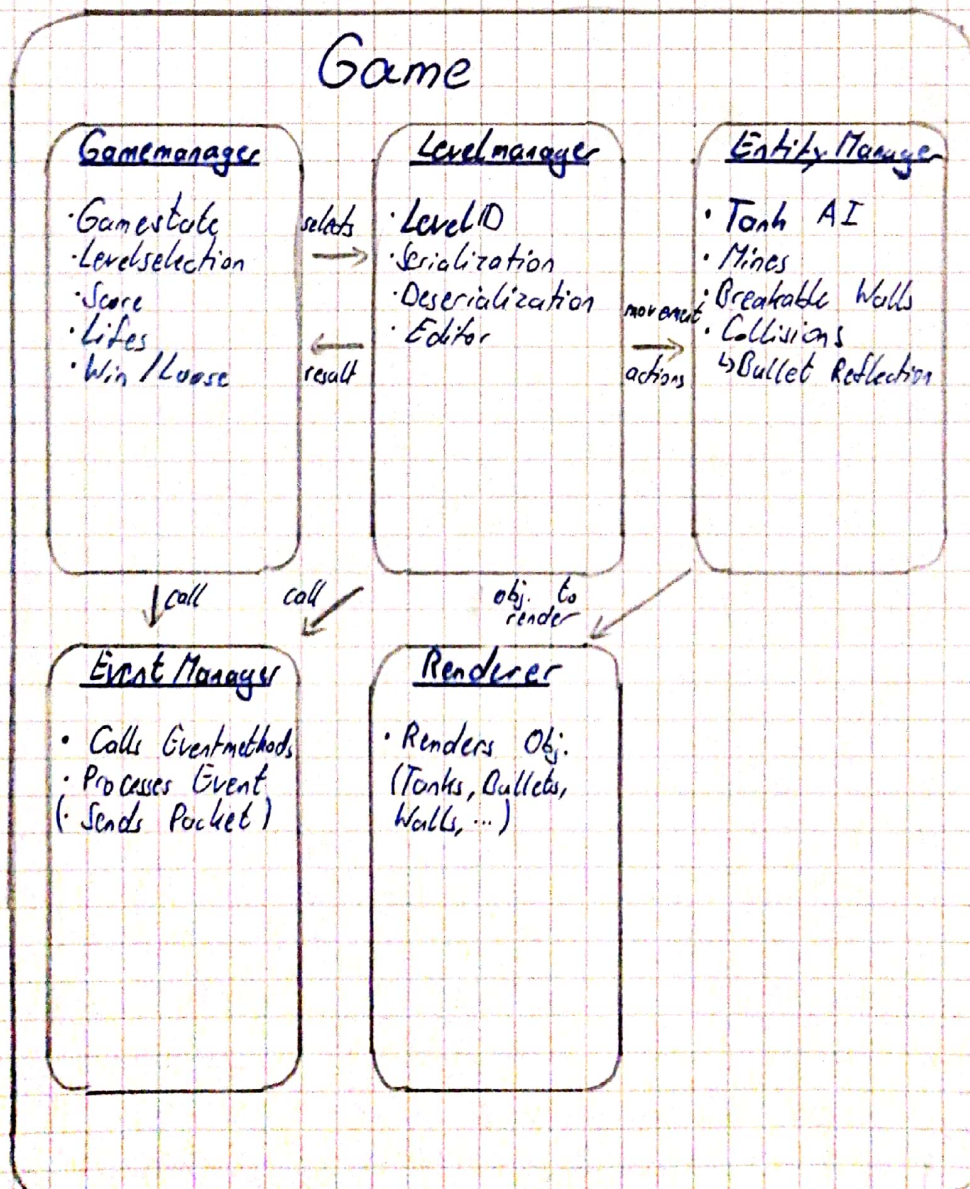 Game
Gamemanager
· Gamestate
· Levelselection
· Score
· Lifes
· Win / Loose
selects
result
Levelmanager
· LevelID
· Serialization
· Deserialization
· Editor
movement
actions
Entity Manager
· Tank AI
· Mines
· Breakable Walls
· Collisions
↳ Bullet Reflection
call
call
obj. to
render
Event Manager
· Calls Eventmethods
· Processes Event
(· Sends Packet)
Renderer
· Renders Obj.
(Tanks, Bullets,
Walls, ...)